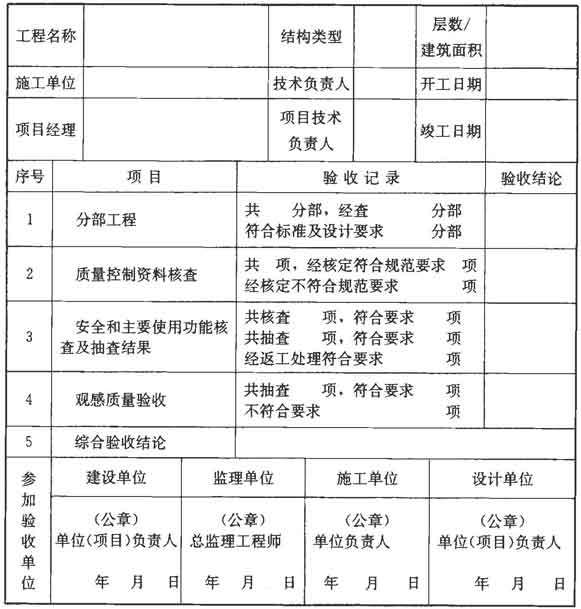 工程名称 结构类型 层数/
建筑面积
施工单位 技术负责人 开工日期
项目经理 项目技术
负责人 竣工日期
序号 项目 验收记录 验收结论
1 分部工程 共 分部，经查 分部
符合标准及设计要求 分部
2 质量控制资料核查 共 项，经核定符合规范要求 项
经核定不符合规范要求 项
3 安全和主要使用功能核
查及抽查结果 共核查 项，符合要求 项
共抽查 项，符合要求 项
经返工处理符合要求 项
4 观感质量验收 共抽查 项，符合要求 项
不符合要求 项
5 综合验收结论
参加验收单位 建设单位 监理单位 施工单位 设计单位
（公章） （公章） （公章） （公章）
单位(项目)负责人 总监理工程师 单位负责人 单位(项目)负责人
年 月 日 年 月 日 年 月 日 年 月 日